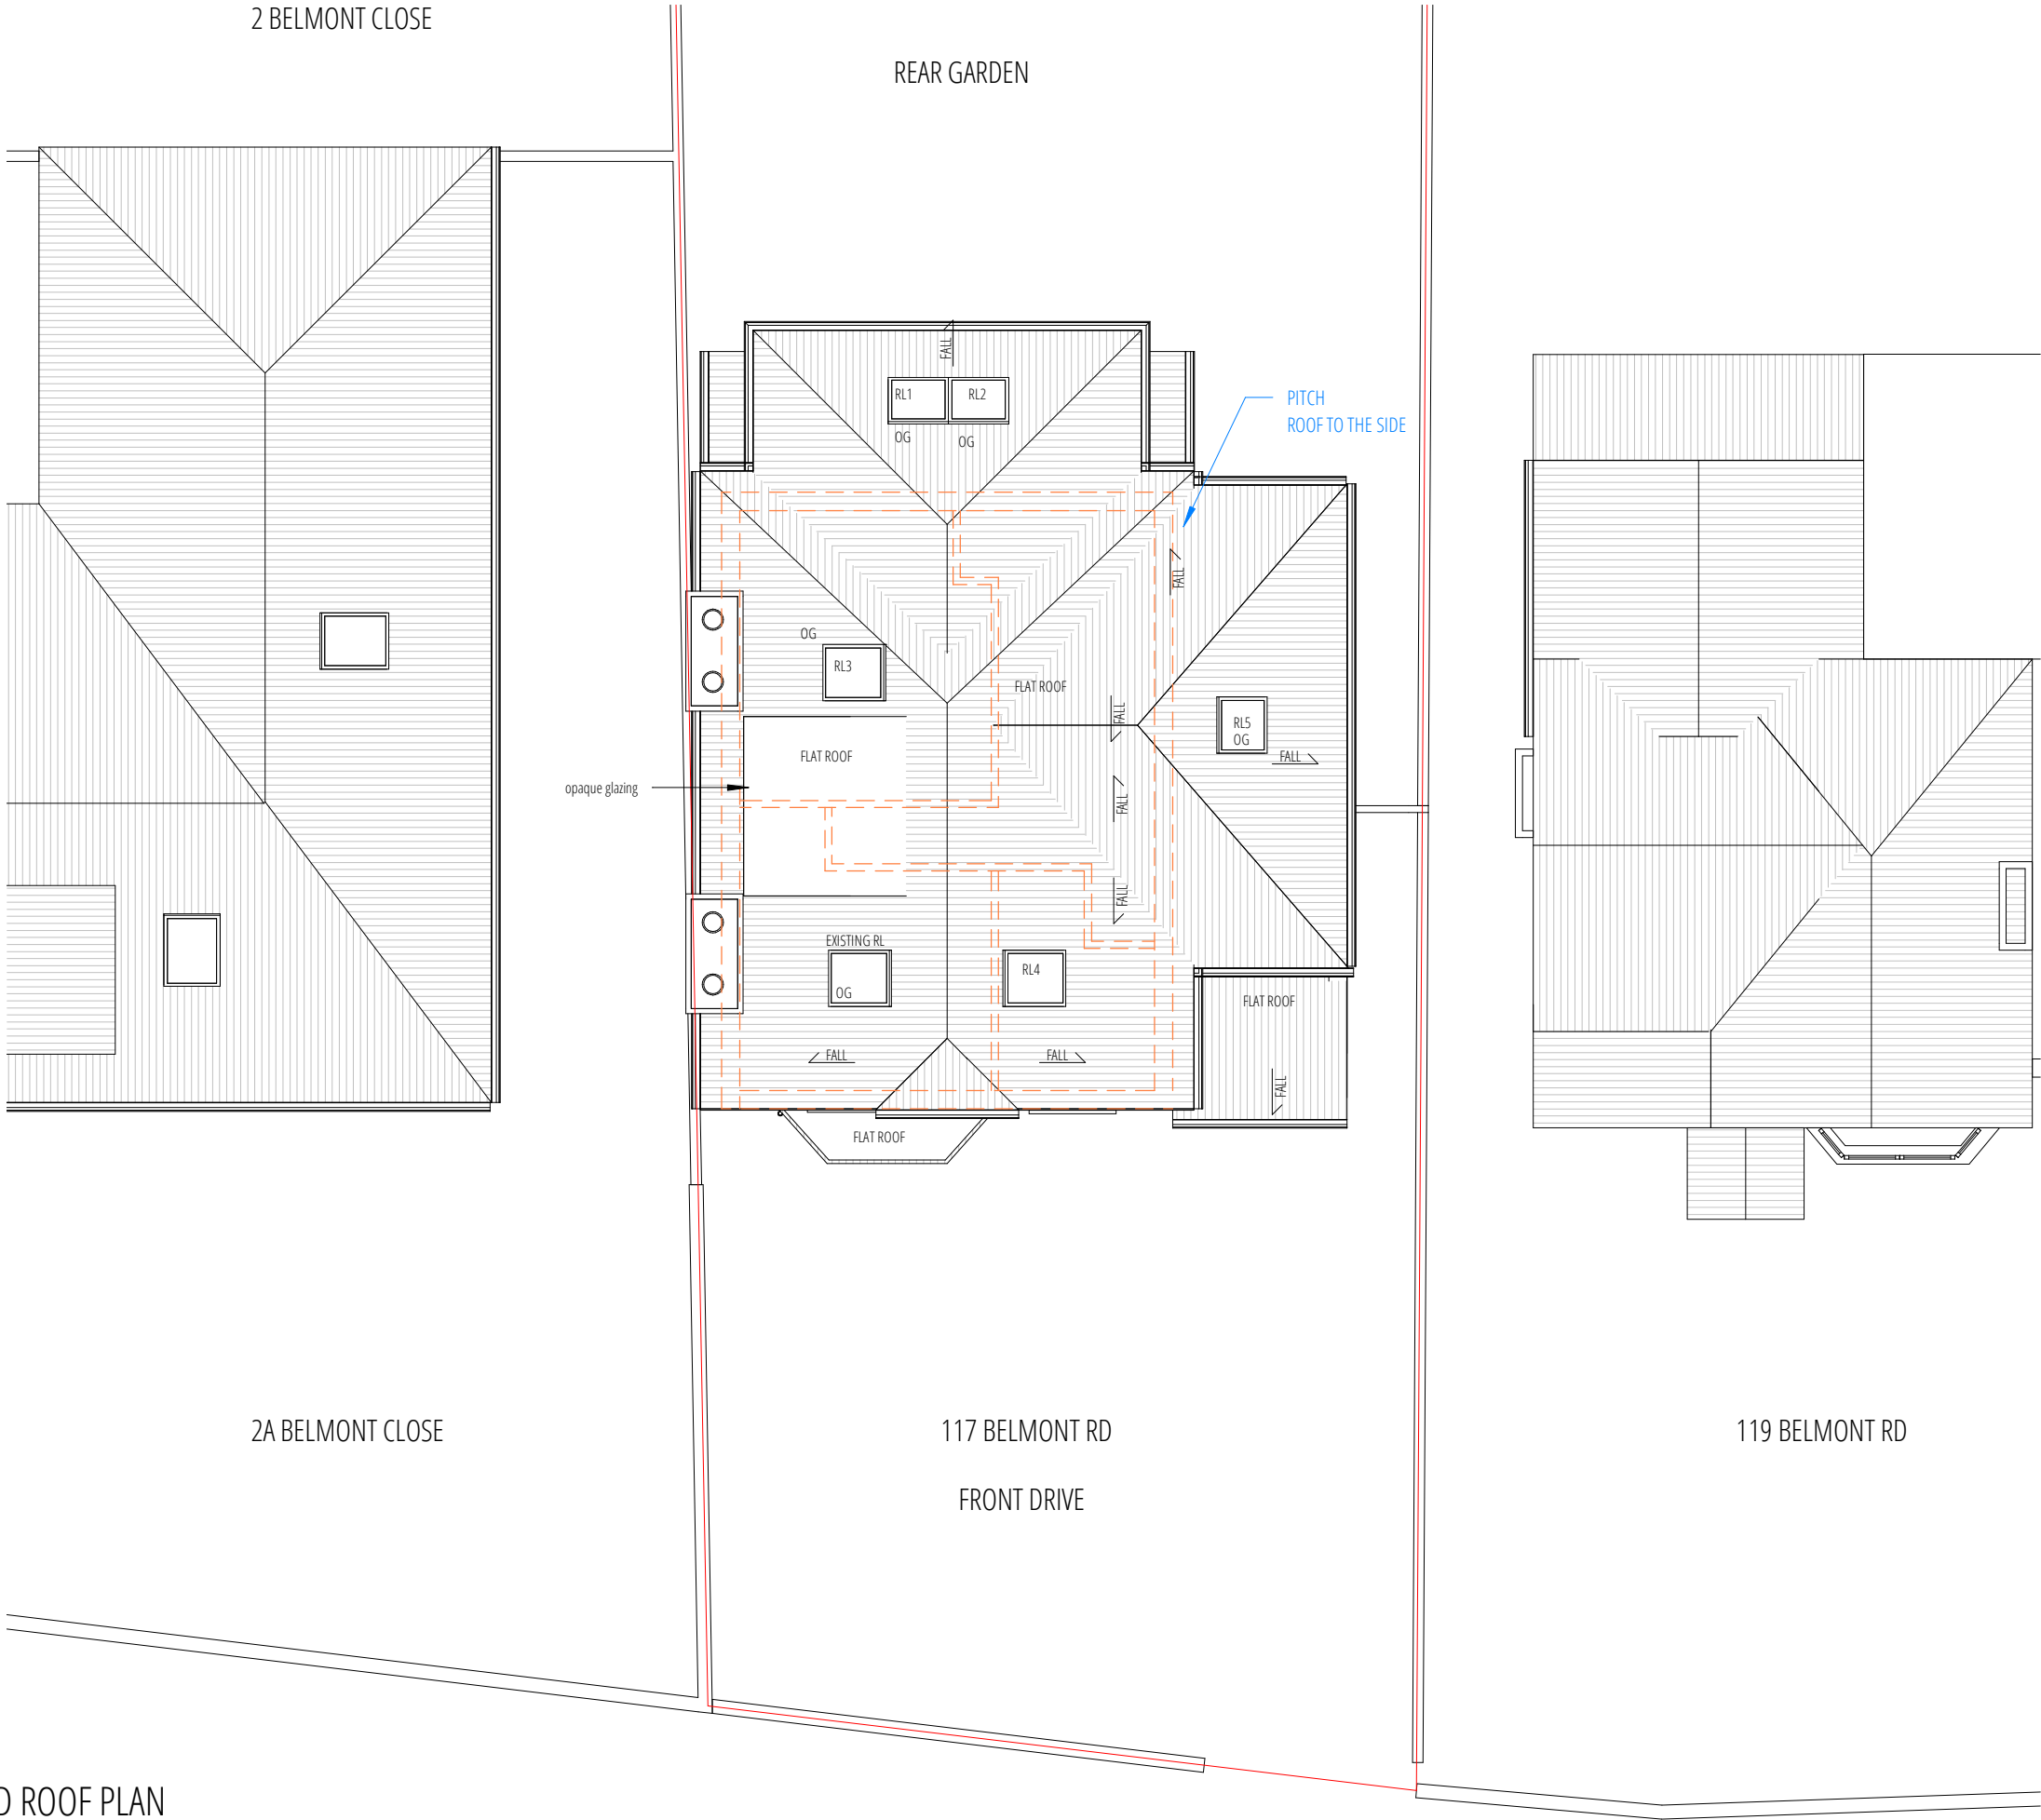 2 BELMONT CLOSE
REAR GARDEN
FALL
RL1
RL2
OG
OG
PITCH
ROOF TO THE SIDE
FALL
OG
RL3
FLAT ROOF
FALL
RL5
OG
FALL
FLAT ROOF
opaque glazing
FALL
FALL
EXISTING RL
OG
RL4
FLAT ROOF
FALL
FALL
FALL
FLAT ROOF
2A BELMONT CLOSE
117 BELMONT RD
119 BELMONT RD
FRONT DRIVE
ROOF PLAN